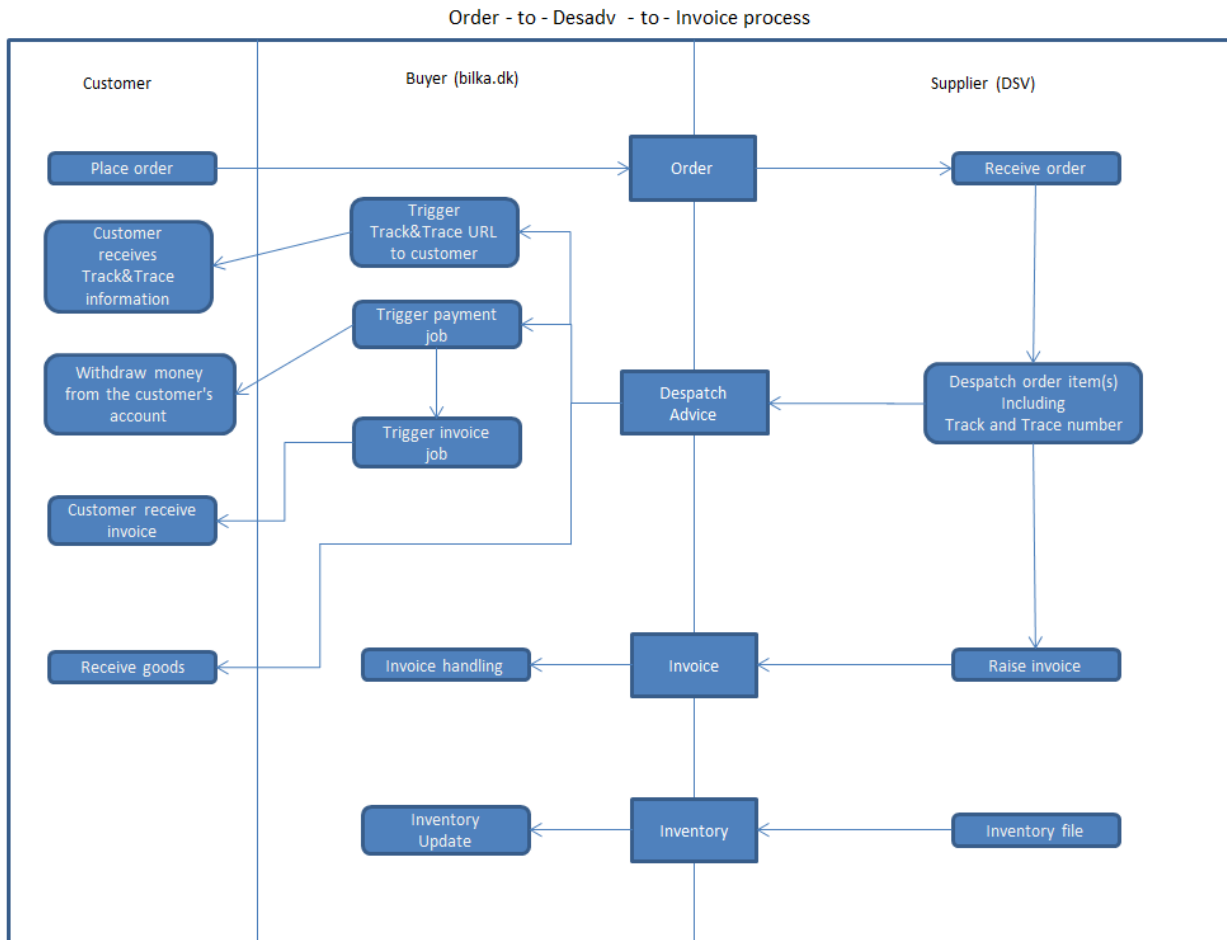 Order - to - Desadv - to - Invoice process
Customer
Buyer (bilka.dk)
Supplier (DSV)
Place order
Order
Receive order
Trigger
Track&Trace URL
to customer
Customer
receives
Track&Trace
information
Trigger payment
job
Withdraw money
from the customer's
account
Despatch
Advice
Despatch order item(s)
Including
Track and Trace number
Trigger invoice
job
Customer receive
invoice
Receive goods
Invoice handling
Invoice
Raise invoice
Inventory
Update
Inventory
Inventory file